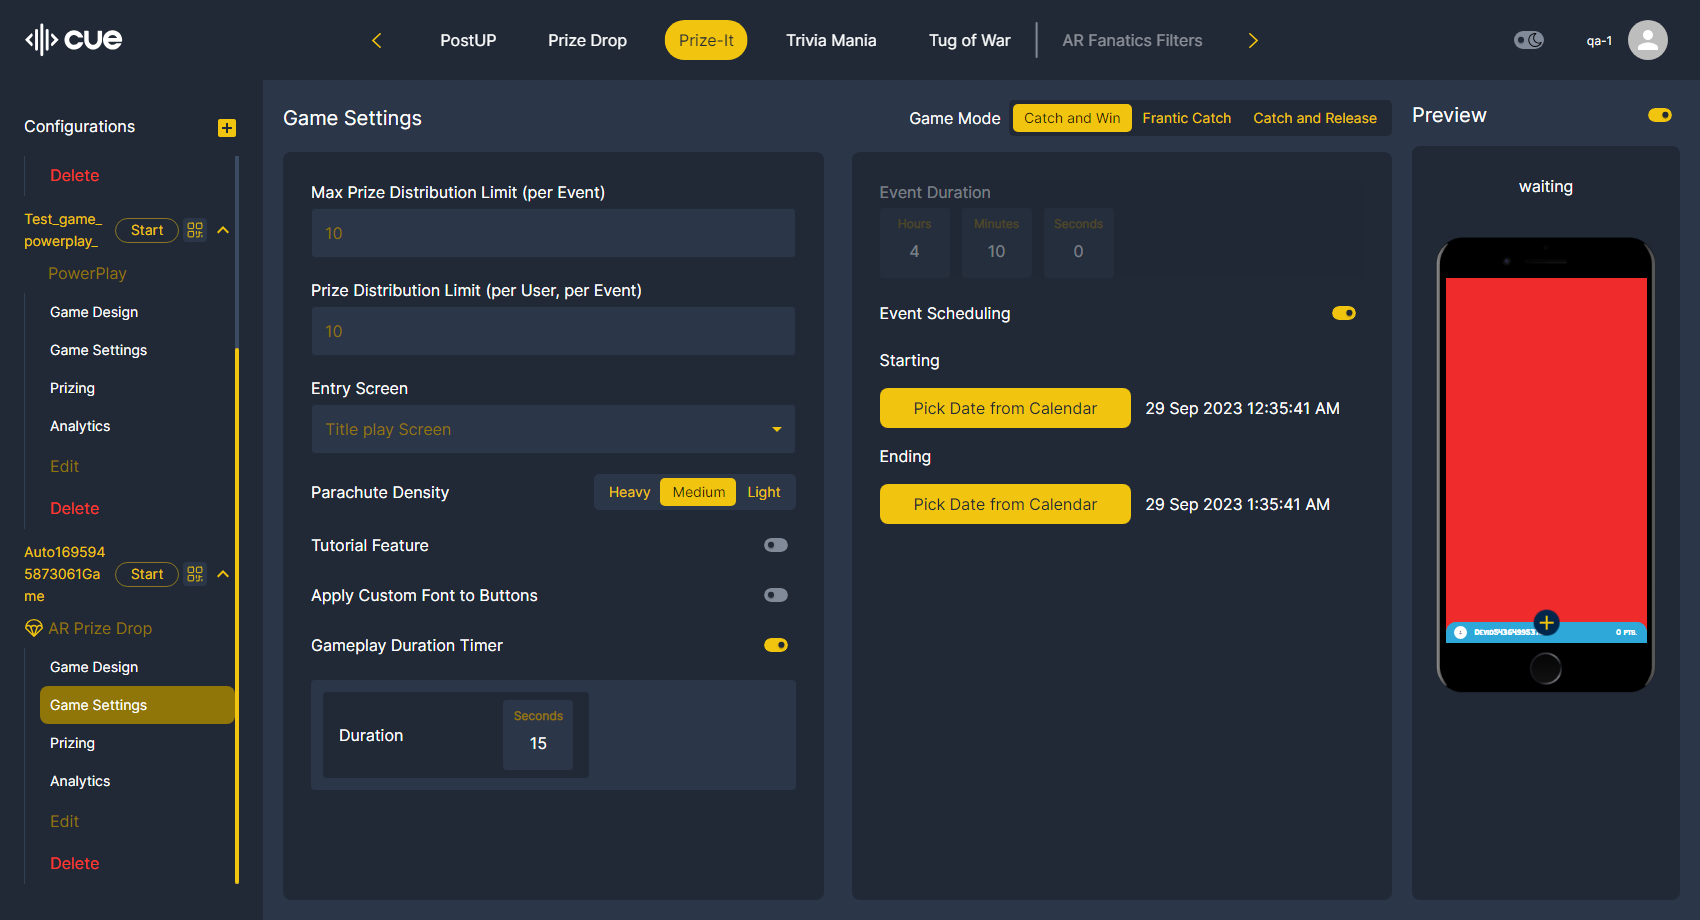 cue
PostUP
Prize Drop
Prize-It
Trivia Mania
Tug of War
AR Fanatics Filters
qa-1
Configurations
Delete
Test_game_
powerplay_
Start
PowerPlay
Game Design
Game Settings
Prizing
Analytics
Edit
Delete
Auto169594
5873061Ga
me
Start
AR Prize Drop
Game Design
Game Settings
Prizing
Analytics
Edit
Delete
Game Settings
Game Mode
Catch and Win
Frantic Catch
Catch and Release
Max Prize Distribution Limit (per Event)
10
Prize Distribution Limit (per User, per Event)
10
Entry Screen
Title play Screen
Parachute Density
Heavy
Medium
Light
Tutorial Feature
Apply Custom Font to Buttons
Gameplay Duration Timer
Duration
Seconds
15
Event Duration
Hours
Minutes
Seconds
4
10
0
Event Scheduling
Starting
Pick Date from Calendar
29 Sep 2023 12:35:41 AM
Ending
Pick Date from Calendar
29 Sep 2023 1:35:41 AM
Preview
waiting
0 PTS.